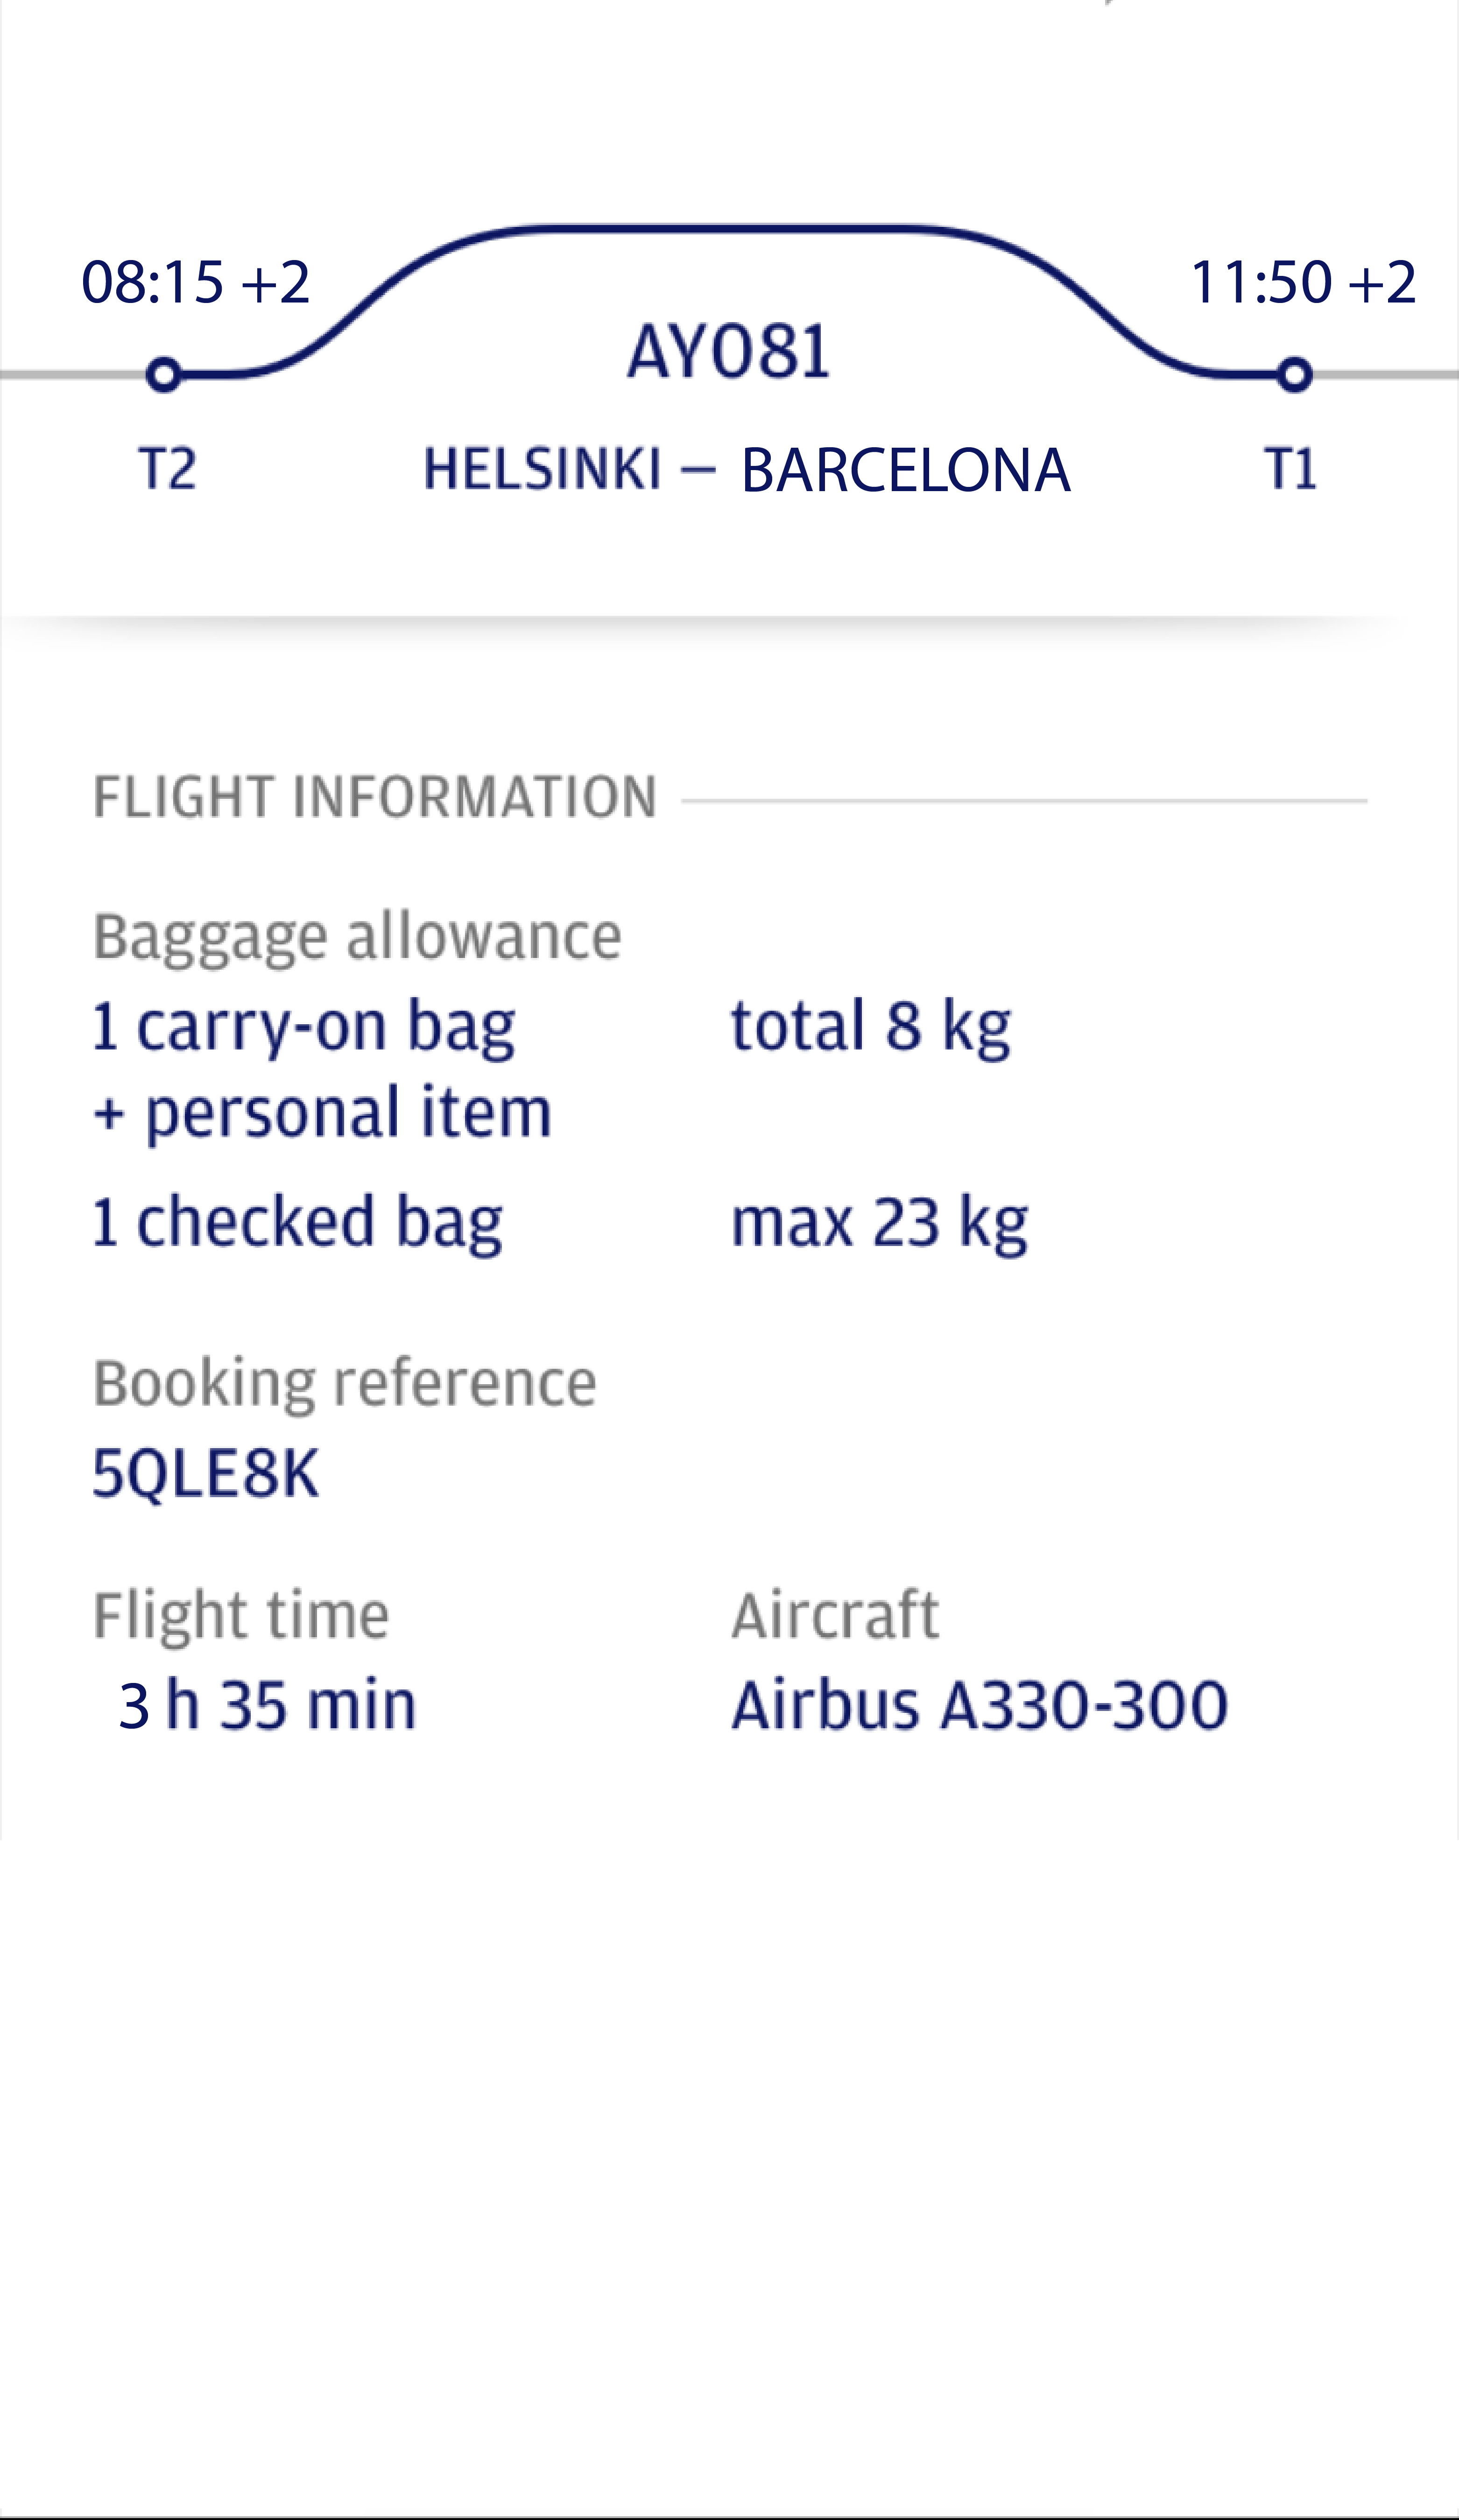 08:15 +2
11:50 +2
AY081
T2
HELSINKI – BARCELONA
T1
FLIGHT INFORMATION
Baggage allowance
1 carry-on bag
total 8 kg
+ personal item
1 checked bag
max 23 kg
Booking reference
5QLE8K
Flight time
Aircraft
3 h 35 min
Airbus A330-300